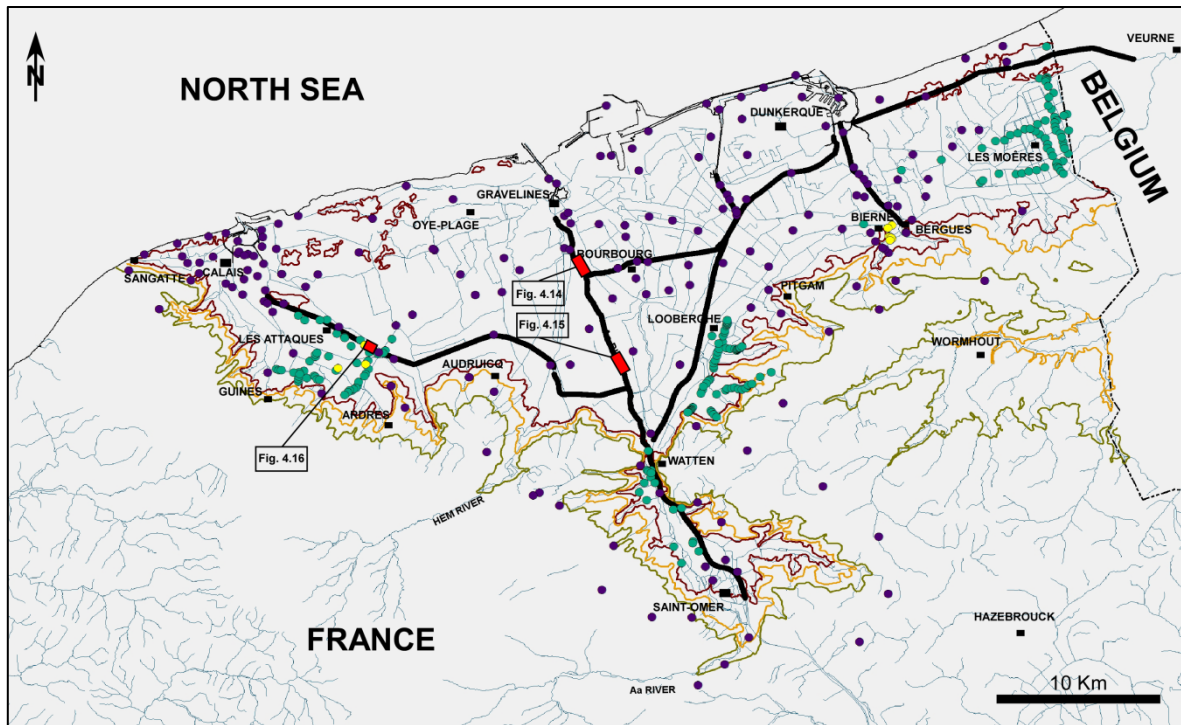 VEURNE
N
NORTH SEA
BELGIUM
DUNKERQUE
LES MOËRES
GRAVELINES
OYE-PLAGE
BIERNE
BERGUES
SANGATTE
CALAIS
BOURBOURG
PITGAM
Fig. 4.14
Fig. 4.15
LOOBERGHE
LES ATTAQUES
WORMHOUT
AUDRUICQ
GUINES
ARDRES
Fig. 4.16
WATTEN
HEM RIVER
SAINT-OMER
HAZEBROUCK
FRANCE
Aa RIVER
10 Km